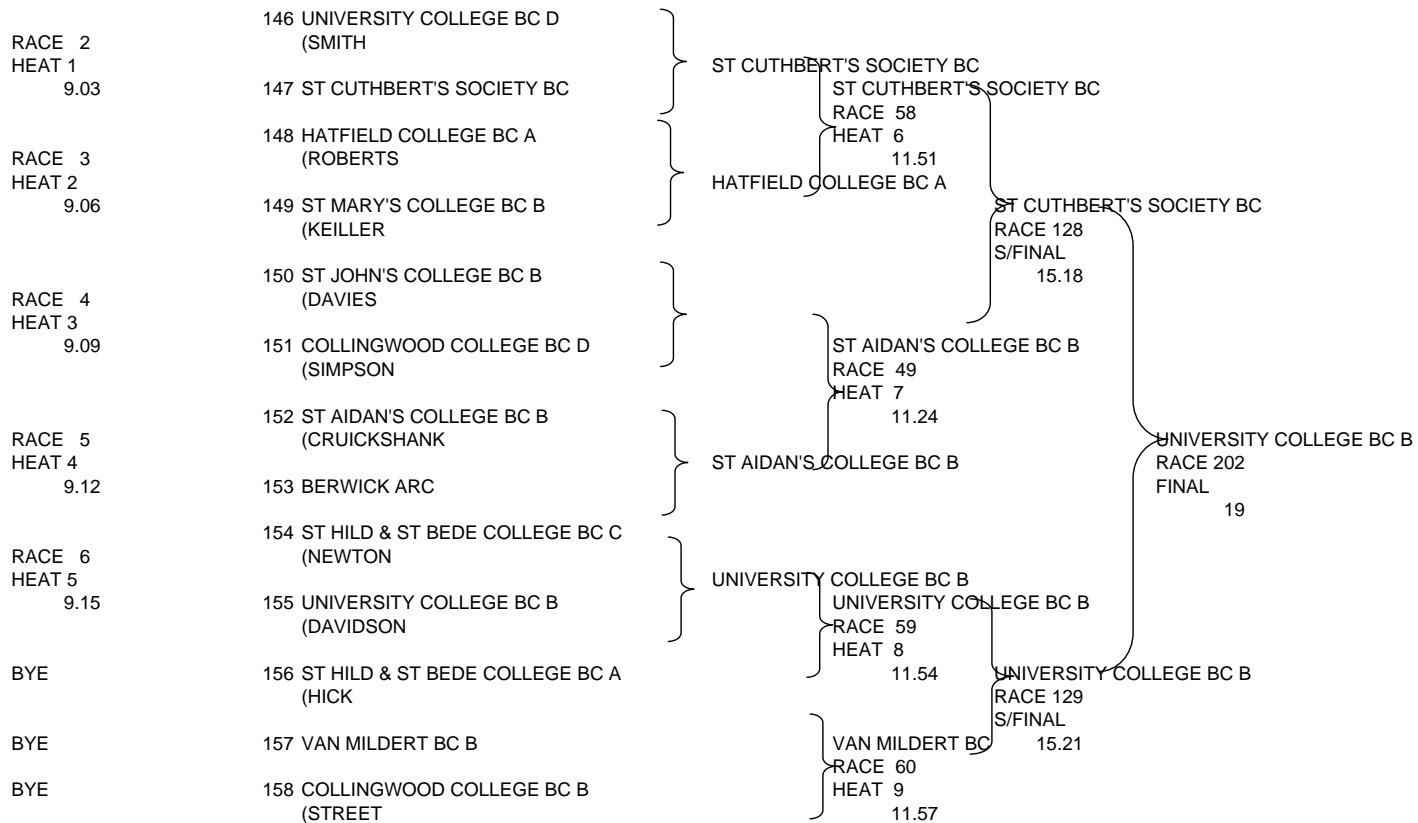 146 UNIVERSITY COLLEGE BC D
RACE 2 (SMITH
HEAT 1 ST CUTHBERT'S SOCIETY BC
9.03 147 ST CUTHBERT'S SOCIETY BC ST CUTHBERT'S SOCIETY BC
RACE 58
148 HATFIELD COLLEGE BC A HEAT 6
RACE 3 (ROBERTS 11.51
HEAT 2 HATFIELD COLLEGE BC A
9.06 149 ST MARY'S COLLEGE BC B ST CUTHBERT'S SOCIETY BC
(KEILLER RACE 128
S/FINAL
150 ST JOHN'S COLLEGE BC B 15.18
RACE 4 (DAVIES
HEAT 3
9.09 151 COLLINGWOOD COLLEGE BC D ST AIDAN'S COLLEGE BC B
(SIMPSON RACE 49
HEAT 7
152 ST AIDAN'S COLLEGE BC B 11.24
RACE 5 (CRUICKSHANK UNIVERSITY COLLEGE BC B
HEAT 4 ST AIDAN'S COLLEGE BC B RACE 202
9.12 153 BERWICK ARC FINAL
19
154 ST HILD & ST BEDE COLLEGE BC C
RACE 6 (NEWTON
HEAT 5 UNIVERSITY COLLEGE BC B
9.15 155 UNIVERSITY COLLEGE BC B UNIVERSITY COLLEGE BC B
(DAVIDSON RACE 59
HEAT 8
BYE 156 ST HILD & ST BEDE COLLEGE BC A 11.54 UNIVERSITY COLLEGE BC B
(HICK RACE 129
S/FINAL
BYE 157 VAN MILDERT BC B VAN MILDERT BC 15.21
RACE 60
BYE 158 COLLINGWOOD COLLEGE BC B HEAT 9
(STREET 11.57